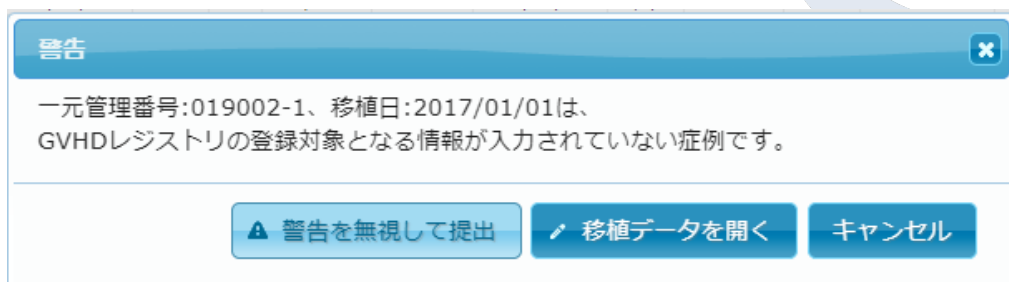 警告
一元管理番号:019002-1、移植日:2017/01/01は、
GVHDレジストリの登録対象となる情報が入力されていない症例です。
警告を無視して提出 移植データを開く キャンセル